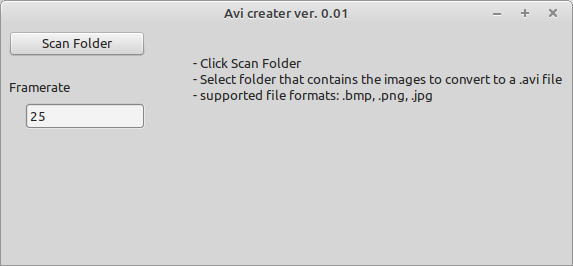 Avi creater ver. 0.01
Scan Folder
- Click Scan Folder
- Select folder that contains the images to convert to a .avi file
- supported file formats: .bmp, .png, .jpg
Framerate
25